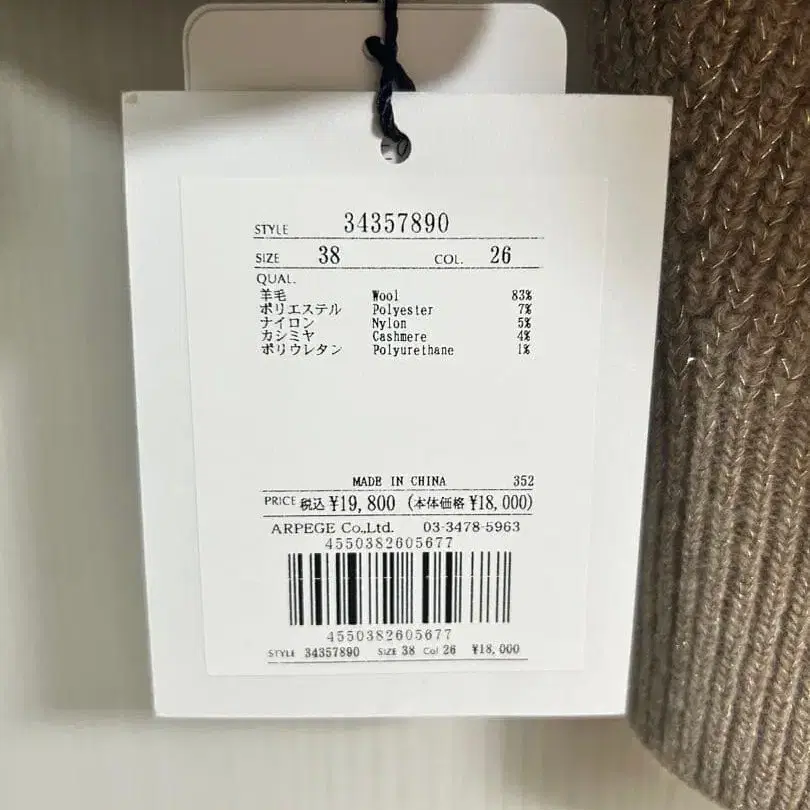 STYLE 34357890
SIZE 38 COL. 26
QUAL.
羊毛 Wool 83%
ポリエステル Polyester 7%
ナイロン Nylon 5%
カシミヤ Cashmere 4%
ポリウレタン Polyurethane 1%
MADE IN CHINA 352
PRICE 税込 ¥19,800 (本体価格 ¥18,000)
ARPEGE Co.,Ltd. 03-3478-5963
4550382605677
4550382605677
STYLE 34357890 SIZE 38 Col 26 ¥18,000